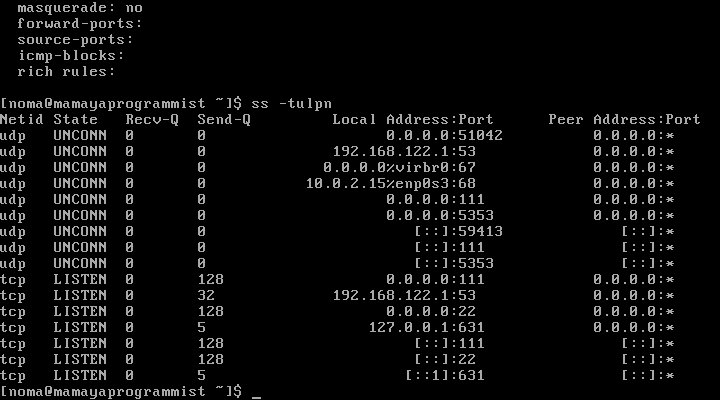 masquerade: no
forward-ports:
source-ports:
icmp-blocks:
rich rules:
[noma@mamayaprogrammist ~]$ ss -tulpn
Netid State Recv-Q Send-Q Local Address:Port Peer Address:Port
udp UNCONN 0 0 0.0.0.0:51042 0.0.0.0:*
udp UNCONN 0 0 192.168.122.1:53 0.0.0.0:*
udp UNCONN 0 0 0.0.0.0%virbr0:67 0.0.0.0:*
udp UNCONN 0 0 10.0.2.15%enp0s3:68 0.0.0.0:*
udp UNCONN 0 0 0.0.0.0:111 0.0.0.0:*
udp UNCONN 0 0 0.0.0.0:5353 0.0.0.0:*
udp UNCONN 0 0 [::]:59413 [::]:*
udp UNCONN 0 0 [::]:111 [::]:*
udp UNCONN 0 0 [::]:5353 [::]:*
tcp LISTEN 0 128 0.0.0.0:111 0.0.0.0:*
tcp LISTEN 0 32 192.168.122.1:53 0.0.0.0:*
tcp LISTEN 0 128 0.0.0.0:22 0.0.0.0:*
tcp LISTEN 0 5 127.0.0.1:631 0.0.0.0:*
tcp LISTEN 0 128 [::]:111 [::]:*
tcp LISTEN 0 128 [::]:22 [::]:*
tcp LISTEN 0 5 [::1]:631 [::]:*
[noma@mamayaprogrammist ~]$ _